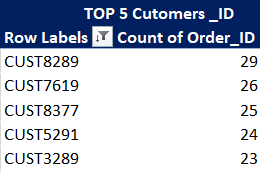 TOP 5 Cutomers _ID
Row Labels Count of Order_ID
CUST8289 29
CUST7619 26
CUST8377 25
CUST5291 24
CUST3289 23